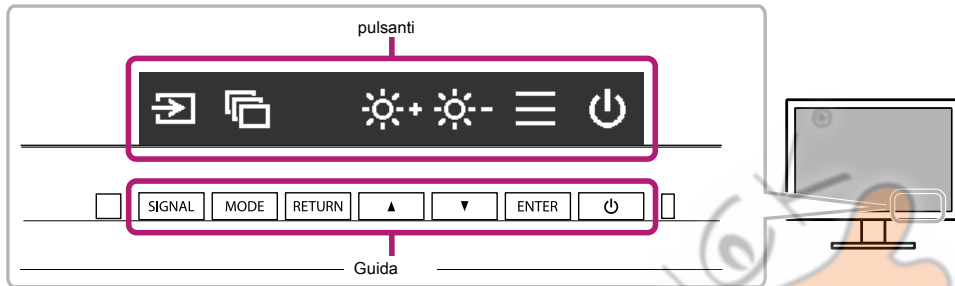 pulsanti
SIGNAL MODE RETURN ▲ ▼ ENTER
Guida